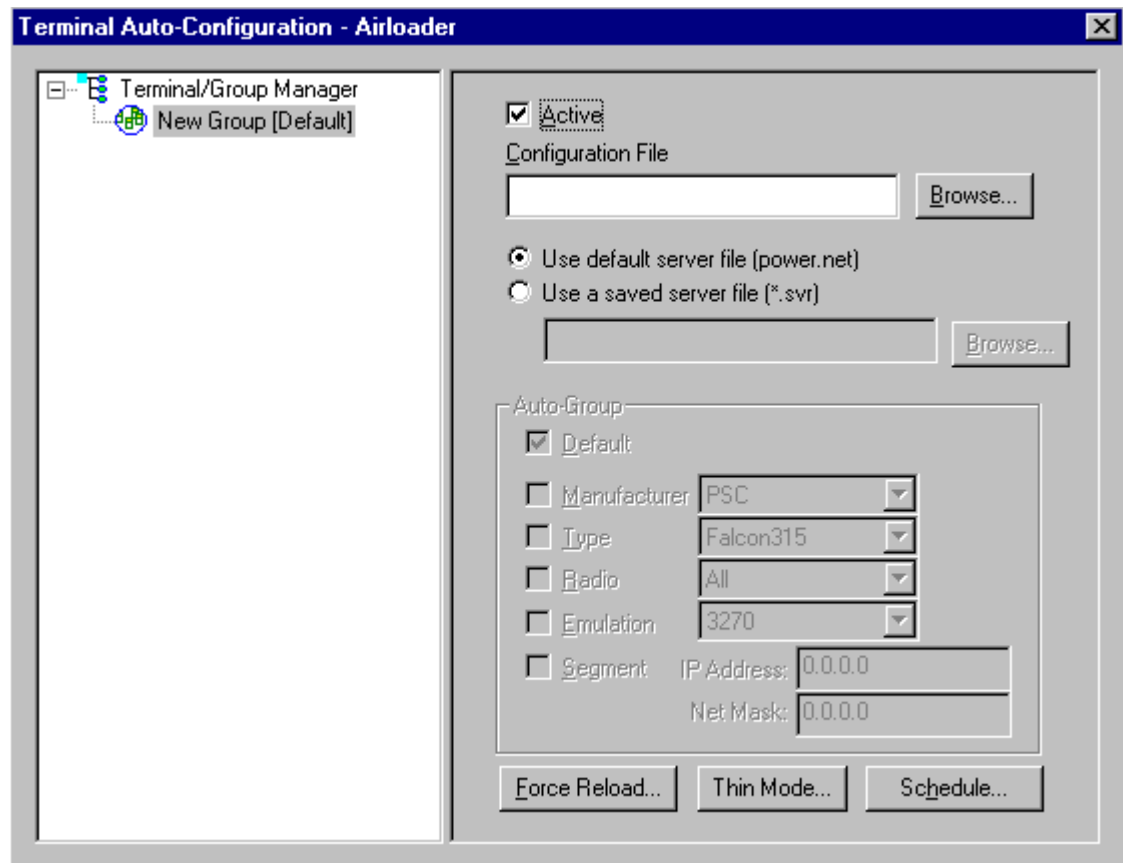 Terminal Auto-Configuration - Airloader
Terminal/Group Manager
New Group [Default]
Active
Configuration File
Browse...
Use default server file (power.net)
Use a saved server file (*.svr)
Browse...
Auto-Group
Default
Manufacturer PSC
Type Falcon315
Radio All
Emulation 3270
Segment IP Address: 0.0.0.0
Net Mask: 0.0.0.0
Force Reload... Thin Mode... Schedule...